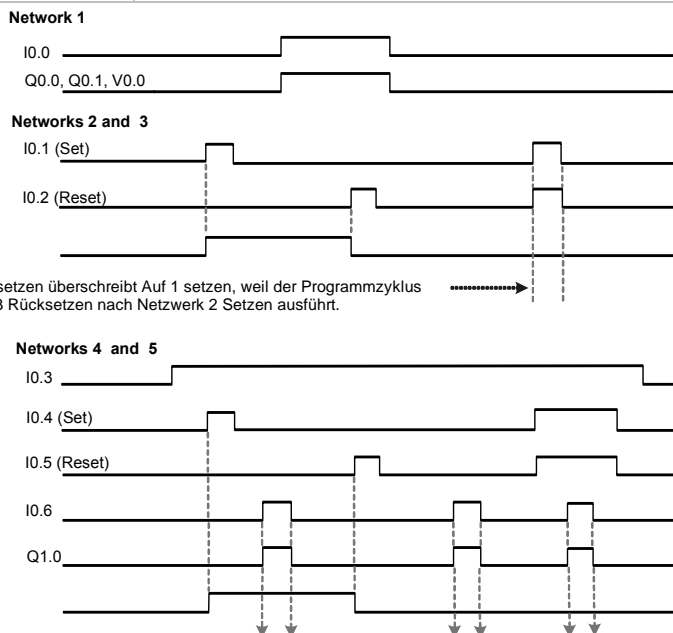 Network 1
I0.0
Q0.0, Q0.1, V0.0
Networks 2 and 3
I0.1 (Set)
I0.2 (Reset)
setzen überschreibt Auf 1 setzen, weil der Programmzyklus
3 Rücksetzen nach Netzwerk 2 Setzen ausführt.
Networks 4 and 5
I0.3
I0.4 (Set)
I0.5 (Reset)
I0.6
Q1.0